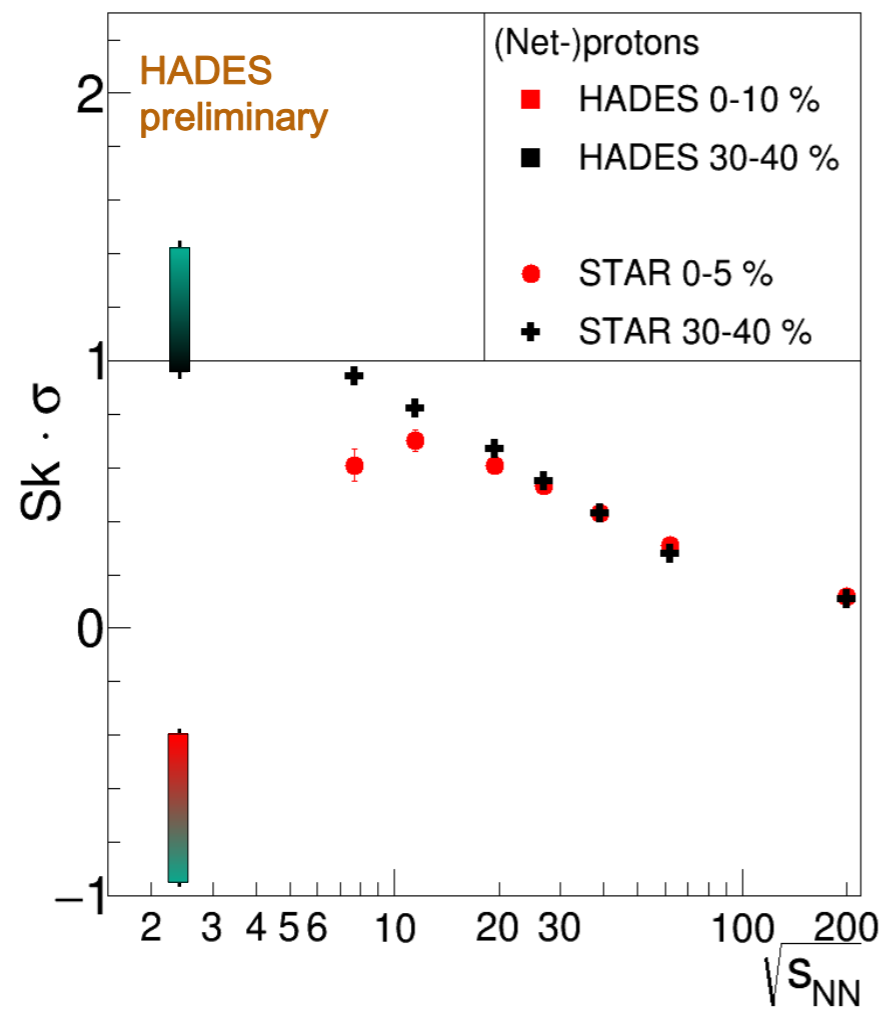 HADES
preliminary
(Net-)protons
HADES 0-10 %
HADES 30-40 %
STAR 0-5 %
STAR 30-40 %
2
1
0
−1
Sk · σ
2 3 4 5 6 10 20 30 100 200
√sNN